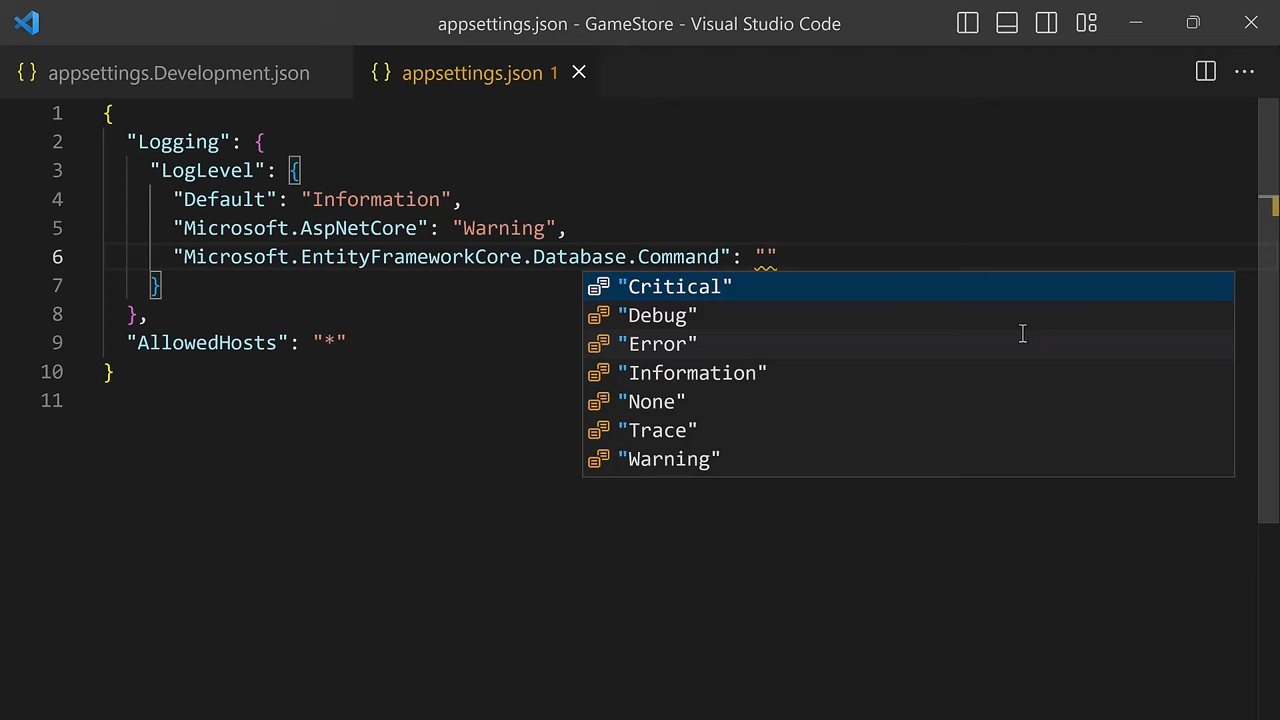 appsettings.json - GameStore - Visual Studio Code
{} appsettings.Development.json
{} appsettings.json 1
1 {
2 "Logging": {
3 "LogLevel": {
4 "Default": "Information",
5 "Microsoft.AspNetCore": "Warning",
6 "Microsoft.EntityFrameworkCore.Database.Command": ""
7 }
8 },
9 "AllowedHosts": "*"
10 }
11
"Critical"
"Debug"
"Error"
"Information"
"None"
"Trace"
"Warning"